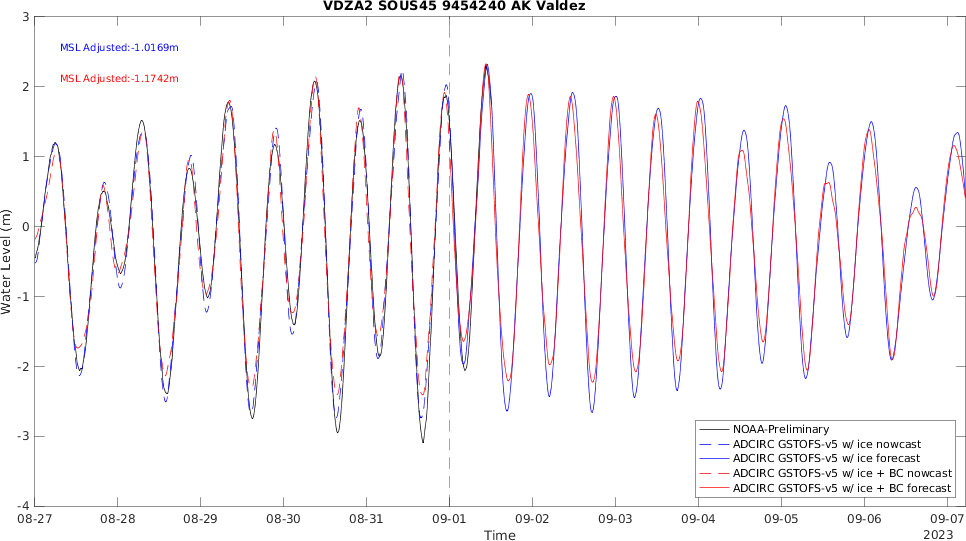 VDZA2 SOUS45 9454240 AK Valdez
3
MSL Adjusted:-1.0169m
MSL Adjusted:-1.1742m
2
1
0
-1
-2
-3
-4
Water Level (m)
NOAA-Preliminary
ADCIRC GSTOFS-v5 w/ ice nowcast
ADCIRC GSTOFS-v5 w/ ice forecast
ADCIRC GSTOFS-v5 w/ ice + BC nowcast
ADCIRC GSTOFS-v5 w/ ice + BC forecast
08-27 08-28 08-29 08-30 08-31 09-01 09-02 09-03 09-04 09-05 09-06 09-07
Time
2023